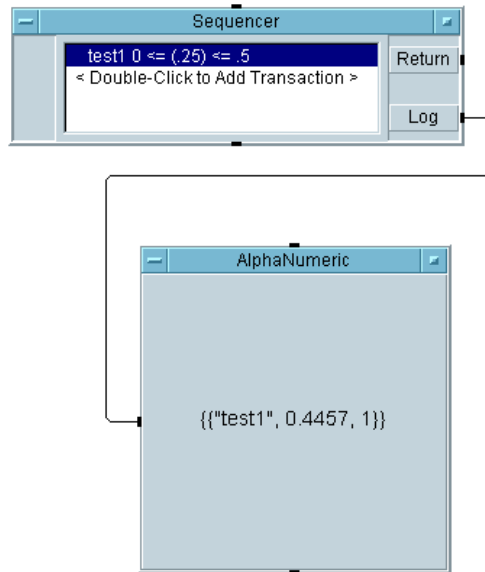 Sequencer
test1 0 <= (.25) <= .5
< Double-Click to Add Transaction >
Return
Log
AlphaNumeric
{{"test1", 0.4457, 1}}